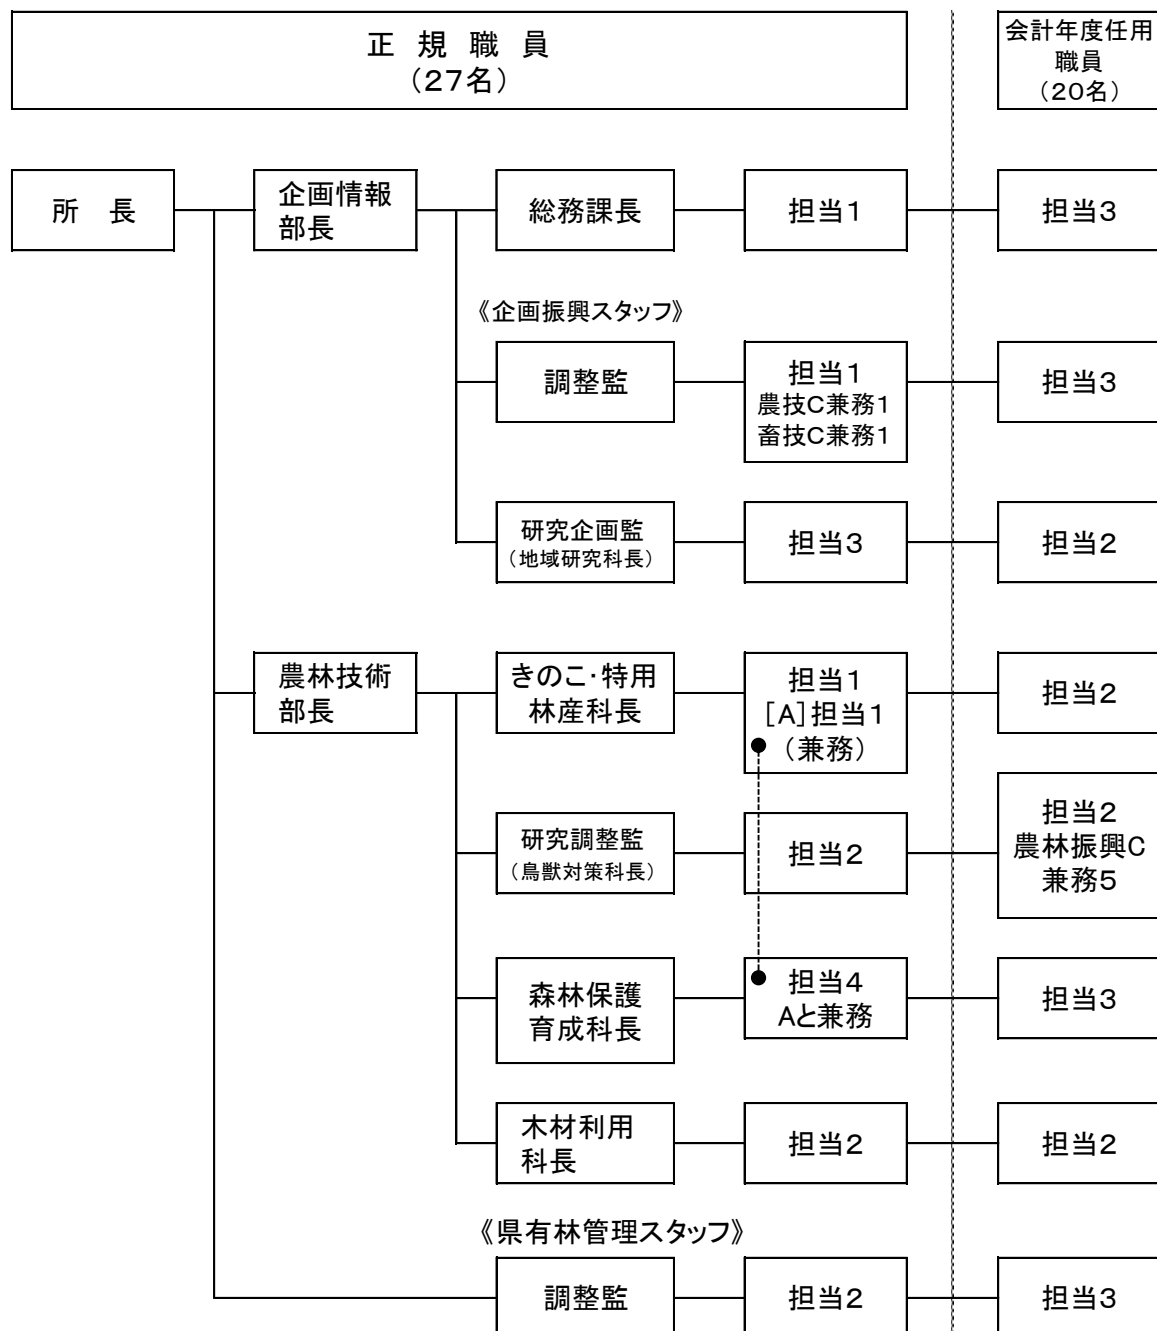 正　規　職　員
（27名）
会計年度任用
職員
（20名）
所　長
企画情報
部長
総務課長
担当1
担当3
《企画振興スタッフ》
調整監
担当1
農技C兼務1
畜技C兼務1
担当3
研究企画監
（地域研究科長）
担当3
担当2
農林技術
部長
きのこ・特用
林産科長
担当1
[A]担当1
（兼務）
担当2
研究調整監
（鳥獣対策科長）
担当2
担当2
農林振興C
兼務5
森林保護
育成科長
担当4
Aと兼務
担当3
木材利用
科長
担当2
担当2
《県有林管理スタッフ》
調整監
担当2
担当3